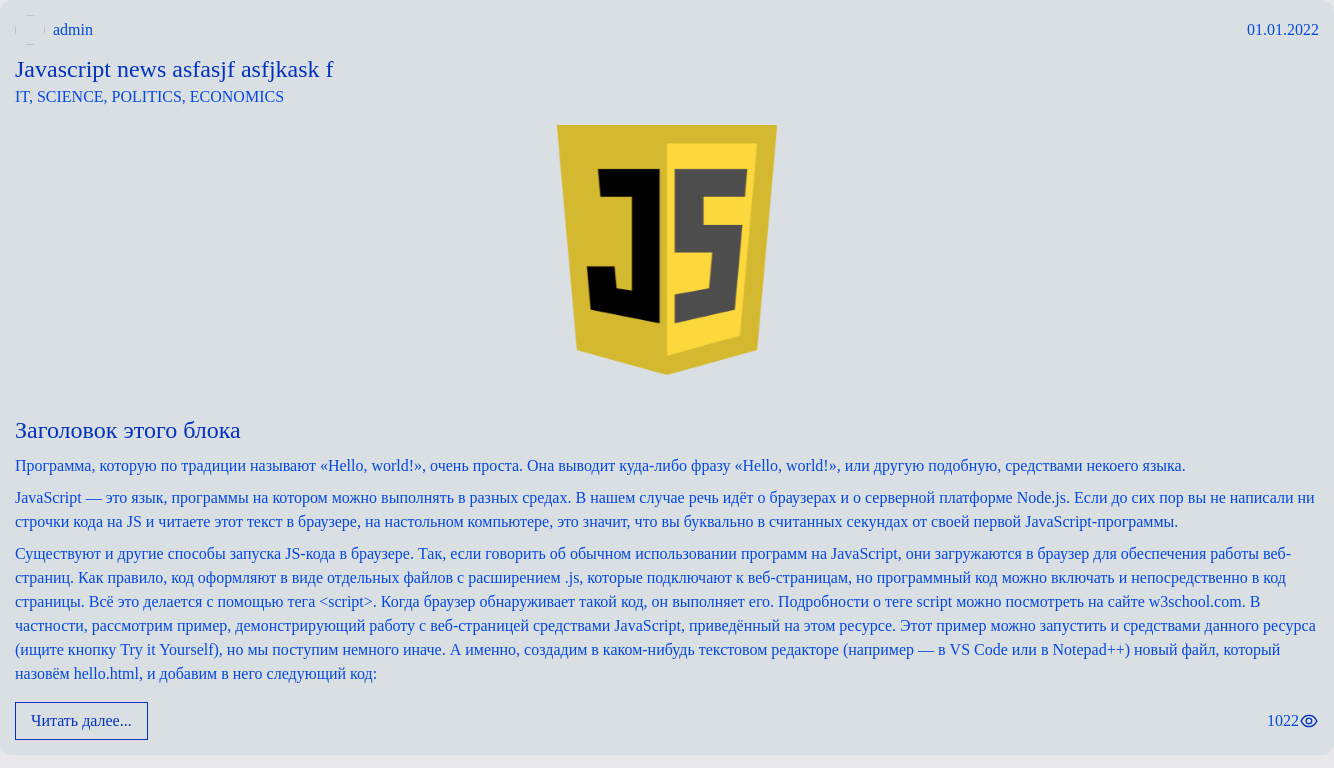 admin
01.01.2022
Javascript news asfasjf asfjkask f
IT, SCIENCE, POLITICS, ECONOMICS
JS
Заголовок этого блока
Программа, которую по традиции называют «Hello, world!», очень проста. Она выводит куда-либо фразу «Hello, world!», или другую подобную, средствами некоего языка.
JavaScript — это язык, программы на котором можно выполнять в разных средах. В нашем случае речь идёт о браузерах и о серверной платформе Node.js. Если до сих пор вы не написали ни
строчки кода на JS и читаете этот текст в браузере, на настольном компьютере, это значит, что вы буквально в считанных секундах от своей первой JavaScript-программы.
Существуют и другие способы запуска JS-кода в браузере. Так, если говорить об обычном использовании программ на JavaScript, они загружаются в браузер для обеспечения работы веб-
страниц. Как правило, код оформляют в виде отдельных файлов с расширением .js, которые подключают к веб-страницам, но программный код можно включать и непосредственно в код
страницы. Всё это делается с помощью тега <script>. Когда браузер обнаруживает такой код, он выполняет его. Подробности о теге script можно посмотреть на сайте w3school.com. В
частности, рассмотрим пример, демонстрирующий работу с веб-страницей средствами JavaScript, приведённый на этом ресурсе. Этот пример можно запустить и средствами данного ресурса
(ищите кнопку Try it Yourself), но мы поступим немного иначе. А именно, создадим в каком-нибудь текстовом редакторе (например — в VS Code или в Notepad++) новый файл, который
назовём hello.html, и добавим в него следующий код:
Читать далее...
1022